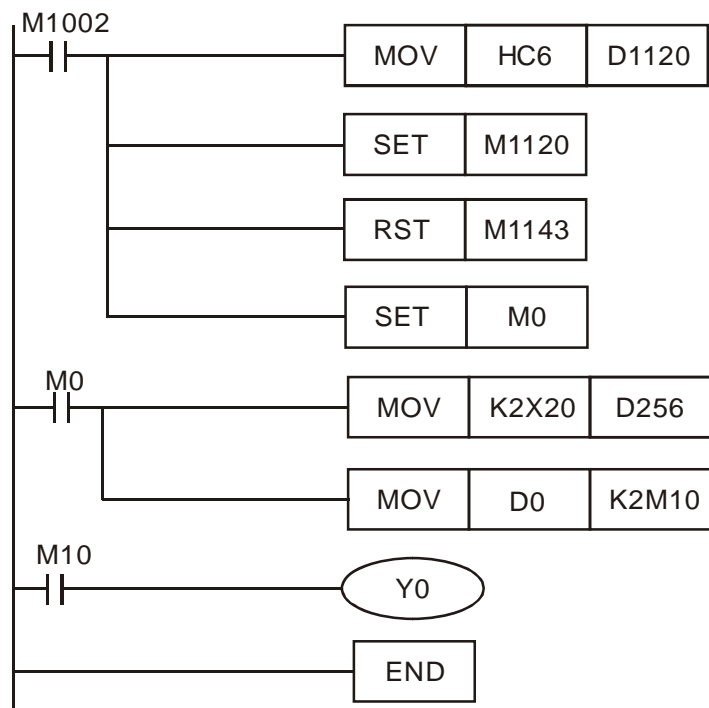 M1002
MOV HC6 D1120
SET M1120
RST M1143
SET M0
M0
MOV K2X20 D256
MOV D0 K2M10
M10
Y0
END